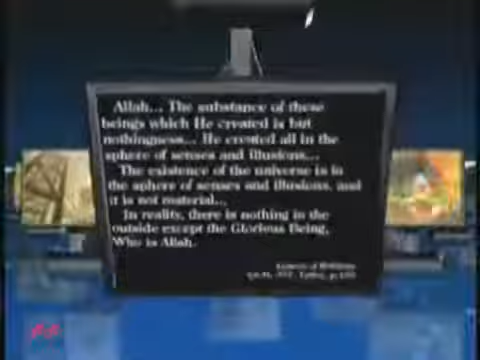 Allah... The substance of these
beings which He created is but
nothingness... He created all in the
sphere of senses and illusions...
The existence of the universe is in
the sphere of senses and illusions, and
it is not material...
In reality, there is nothing in the
outside except the Glorious Being,
Who is Allah.